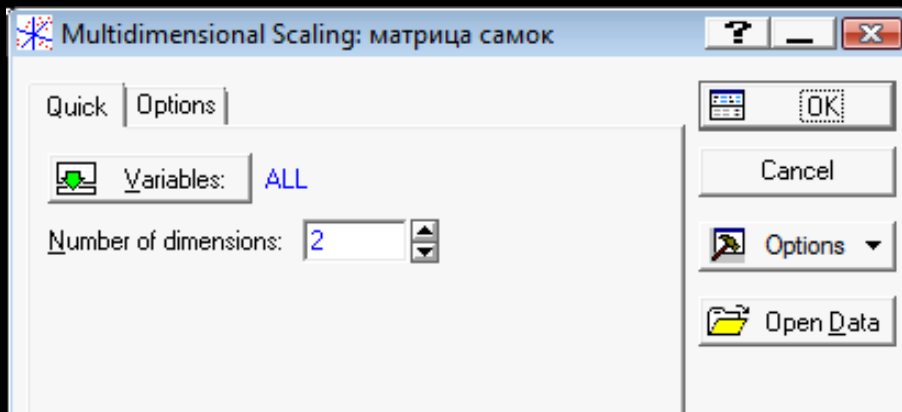 Multidimensional Scaling: матрица самок
Quick Options
OK
Variables: ALL
Cancel
Number of dimensions: 2
Options
Open Data